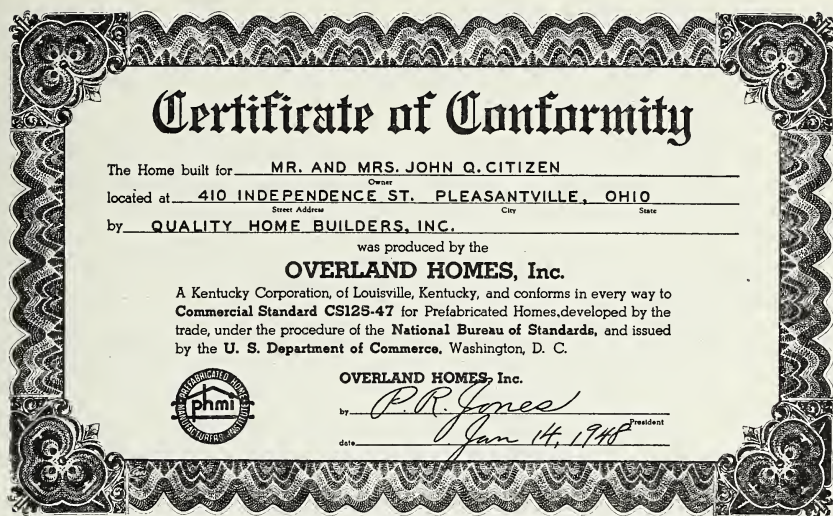 Certificate of Conformity
The Home built for MR. AND MRS. JOHN Q. CITIZEN
Owner
located at 410 INDEPENDENCE ST. PLEASANTVILLE, OHIO
Street Address City State
by QUALITY HOME BUILDERS, INC.
was produced by the
OVERLAND HOMES, Inc.
A Kentucky Corporation, of Louisville, Kentucky, and conforms in every way to
Commercial Standard CS125-47 for Prefabricated Homes, developed by the
trade, under the procedure of the National Bureau of Standards, and issued
by the U. S. Department of Commerce, Washington, D. C.
PREFABRICATED HOME
phmi
MANUFACTURERS INSTITUTE
OVERLAND HOMES, Inc.
by P. R. Jones
President
date Jan 14, 1948